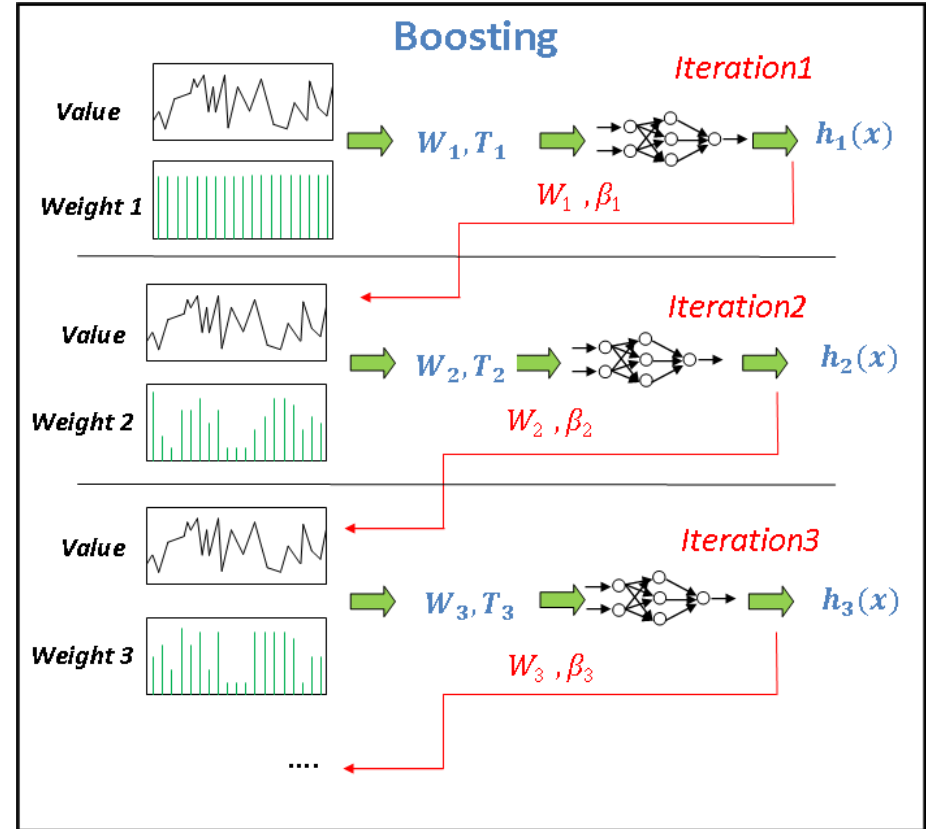 Boosting
Iteration1
Value
W₁, T₁
h₁(x)
Weight 1
W₁ , β₁
Iteration2
Value
W₂, T₂
h₂(x)
Weight 2
W₂ , β₂
Iteration3
Value
W₃, T₃
h₃(x)
Weight 3
W₃ , β₃
....